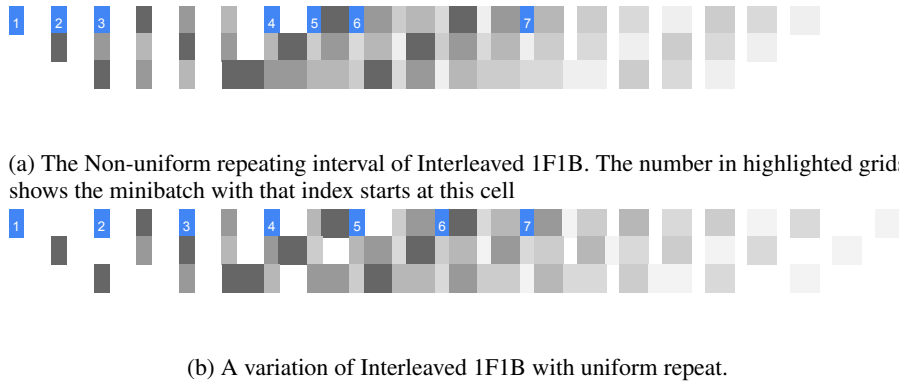 1 2 3 4 5 6 7
(a) The Non-uniform repeating interval of Interleaved 1F1B. The number in highlighted grids
shows the minibatch with that index starts at this cell
1 2 3 4 5 6 7
(b) A variation of Interleaved 1F1B with uniform repeat.